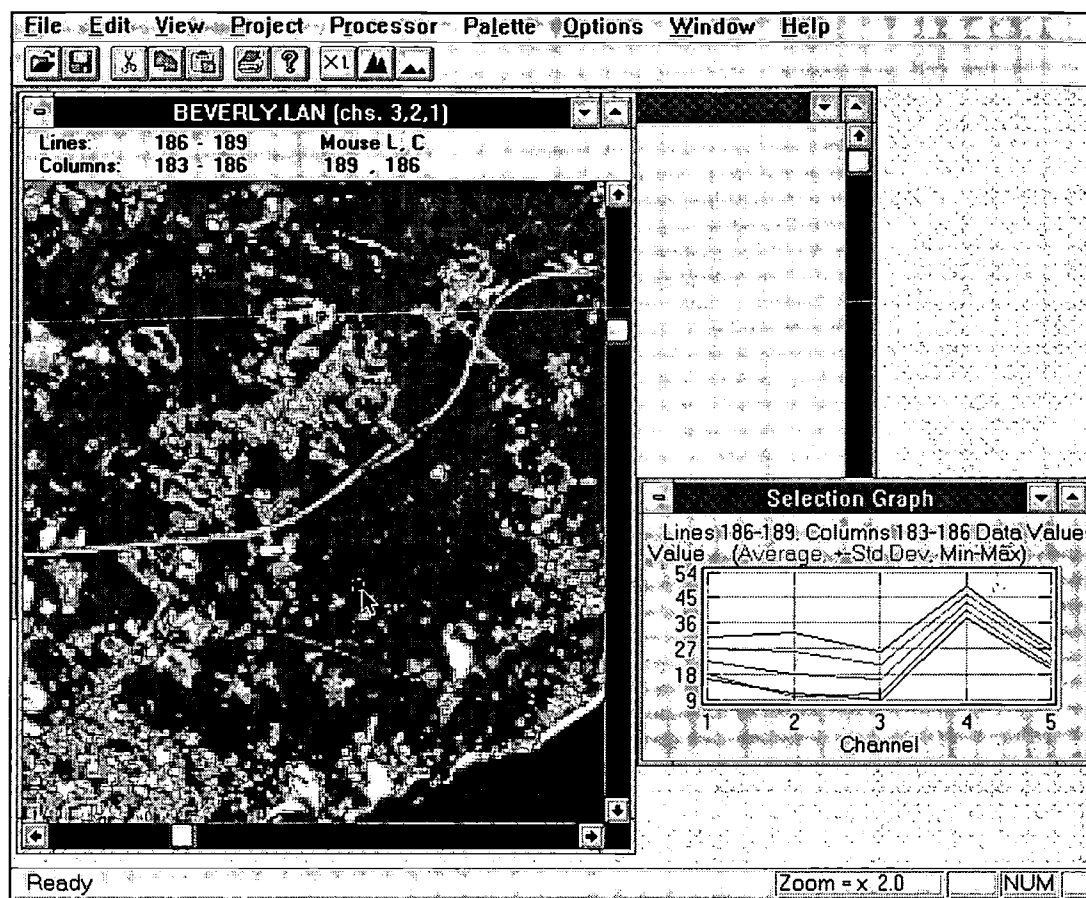 File Edit View Project Processor Palette Options Window Help
X1
BEVERLY.LAN (chs. 3,2,1)
Lines: 186 - 189 Mouse L, C
Columns: 183 - 186 189 , 186
Selection Graph
Lines 186-189, Columns 183-186 Data Value
Value (Average, +-Std Dev, Min-Max)
54
45
36
27
18
9
1 2 3 4 5
Channel
Ready Zoom = x 2.0 NUM